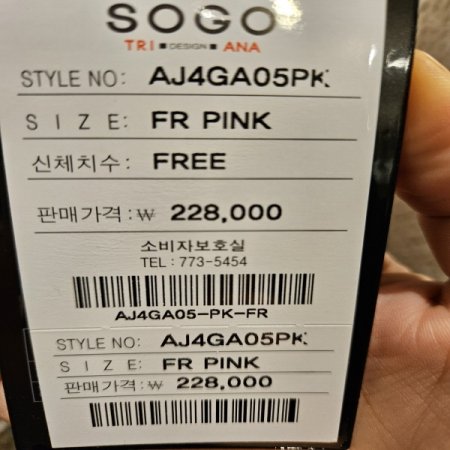 SOGO
TRI ■ DESIGN ■ ANA
STYLE NO: AJ4GA05PK
SIZE: FR PINK
신체치수: FREE
판매가격:₩ 228,000
소비자보호실
TEL: 773-5454
AJ4GA05-PK-FR
STYLE NO: AJ4GA05PK
SIZE: FR PINK
판매가격:₩ 228,000